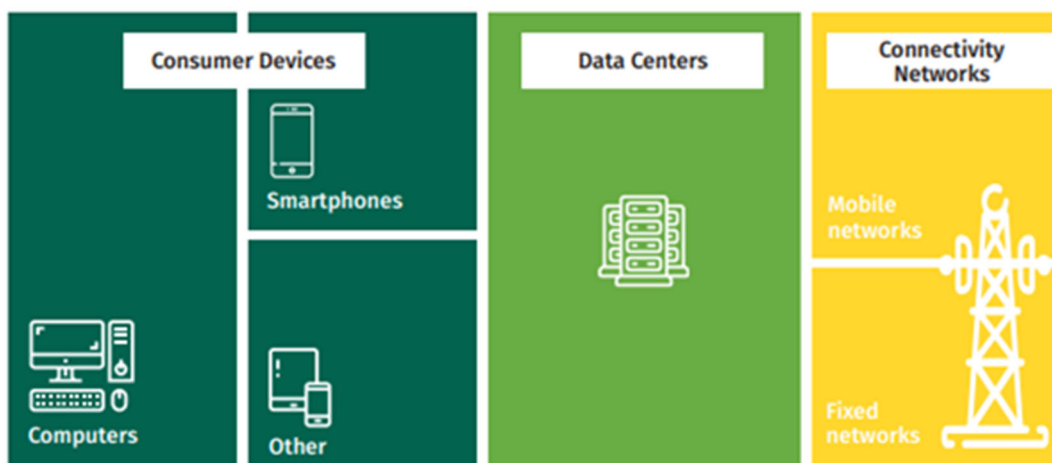 Consumer Devices
Data Centers
Connectivity
Networks
Smartphones
Mobile
networks
Computers
Other
Fixed
networks